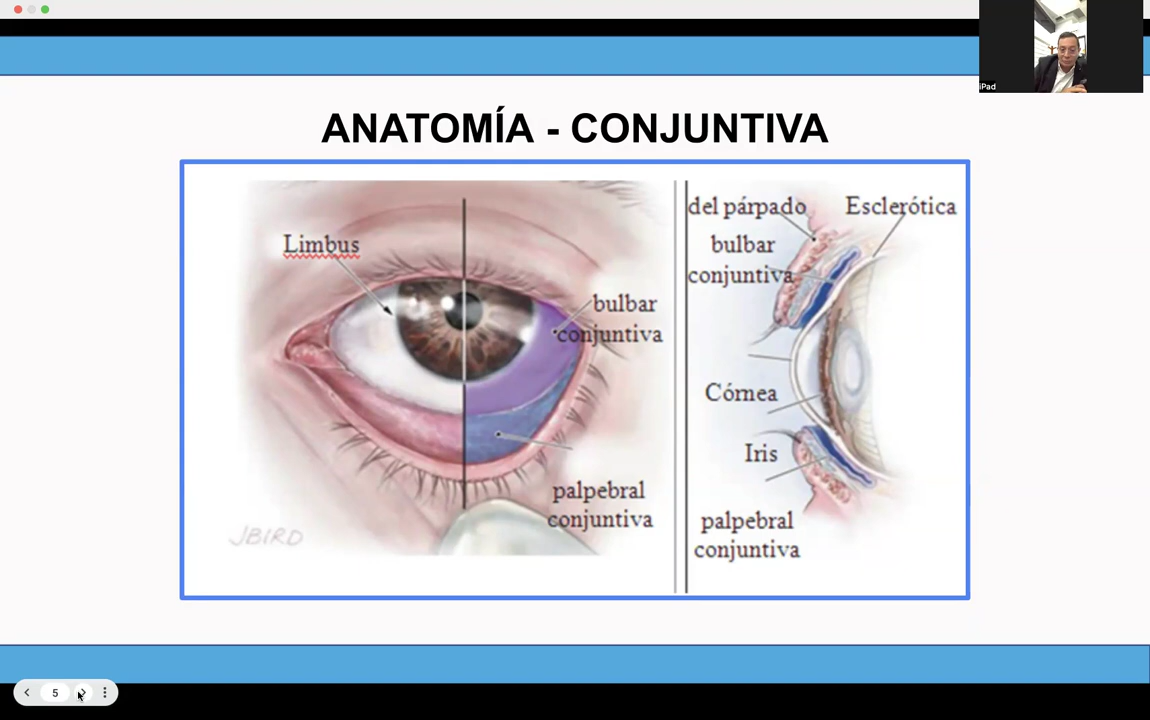 iPad
ANATOMÍA - CONJUNTIVA
Limbus
bulbar
conjuntiva
palpebral
conjuntiva
JBIRD
del párpado
Esclerótica
bulbar
conjuntiva
Córnea
Iris
palpebral
conjuntiva
5